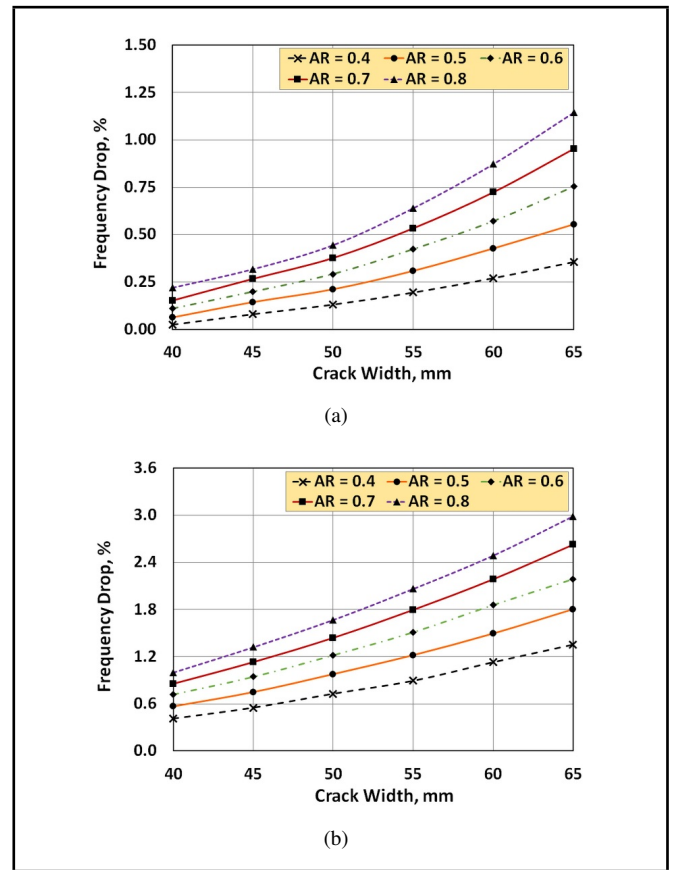 1.50
1.25
1.00
0.75
0.50
0.25
0.00
Frequency Drop, %
AR = 0.4 AR = 0.5 AR = 0.6
AR = 0.7 AR = 0.8
40 45 50 55 60 65
Crack Width, mm
(a)
3.6
3.0
2.4
1.8
1.2
0.6
0.0
Frequency Drop, %
AR = 0.4 AR = 0.5 AR = 0.6
AR = 0.7 AR = 0.8
40 45 50 55 60 65
Crack Width, mm
(b)